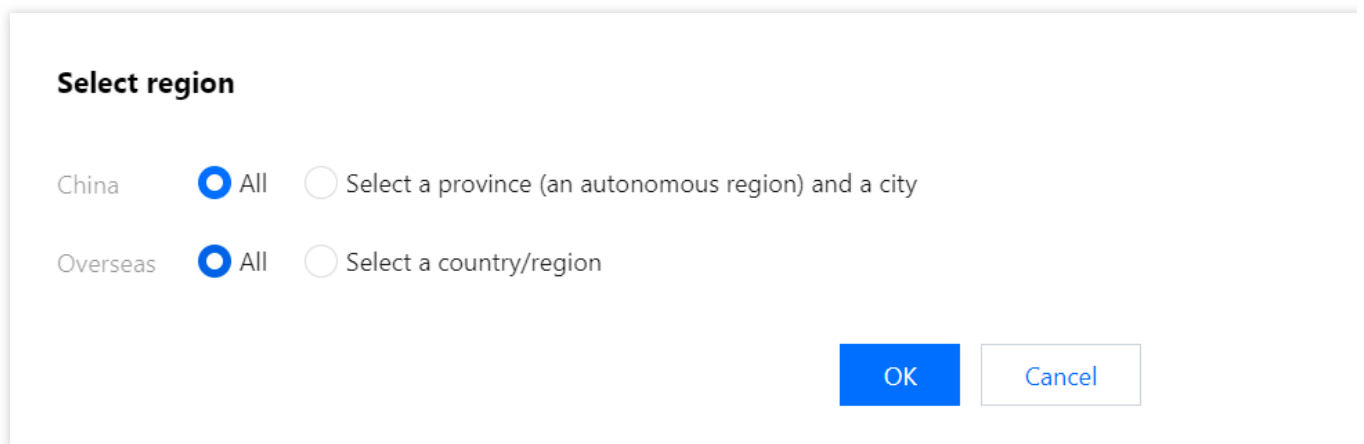 Select region
China All Select a province (an autonomous region) and a city
Overseas All Select a country/region
OK Cancel